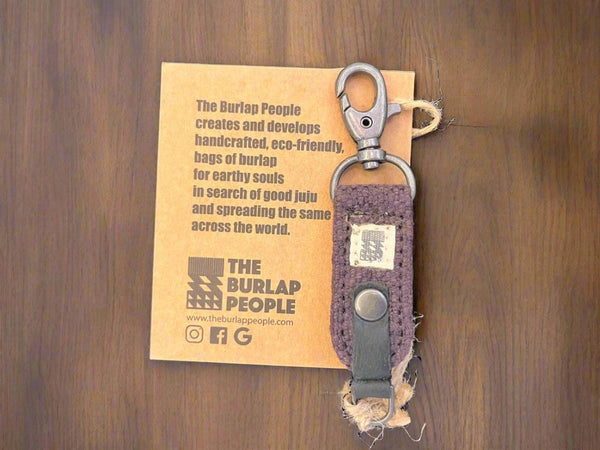 The Burlap People
creates and develops
handcrafted, eco-friendly,
bags of burlap
for earthy souls
in search of good juju
and spreading the same
across the world.
THE
BURLAP
PEOPLE
www.theburlappeople.com